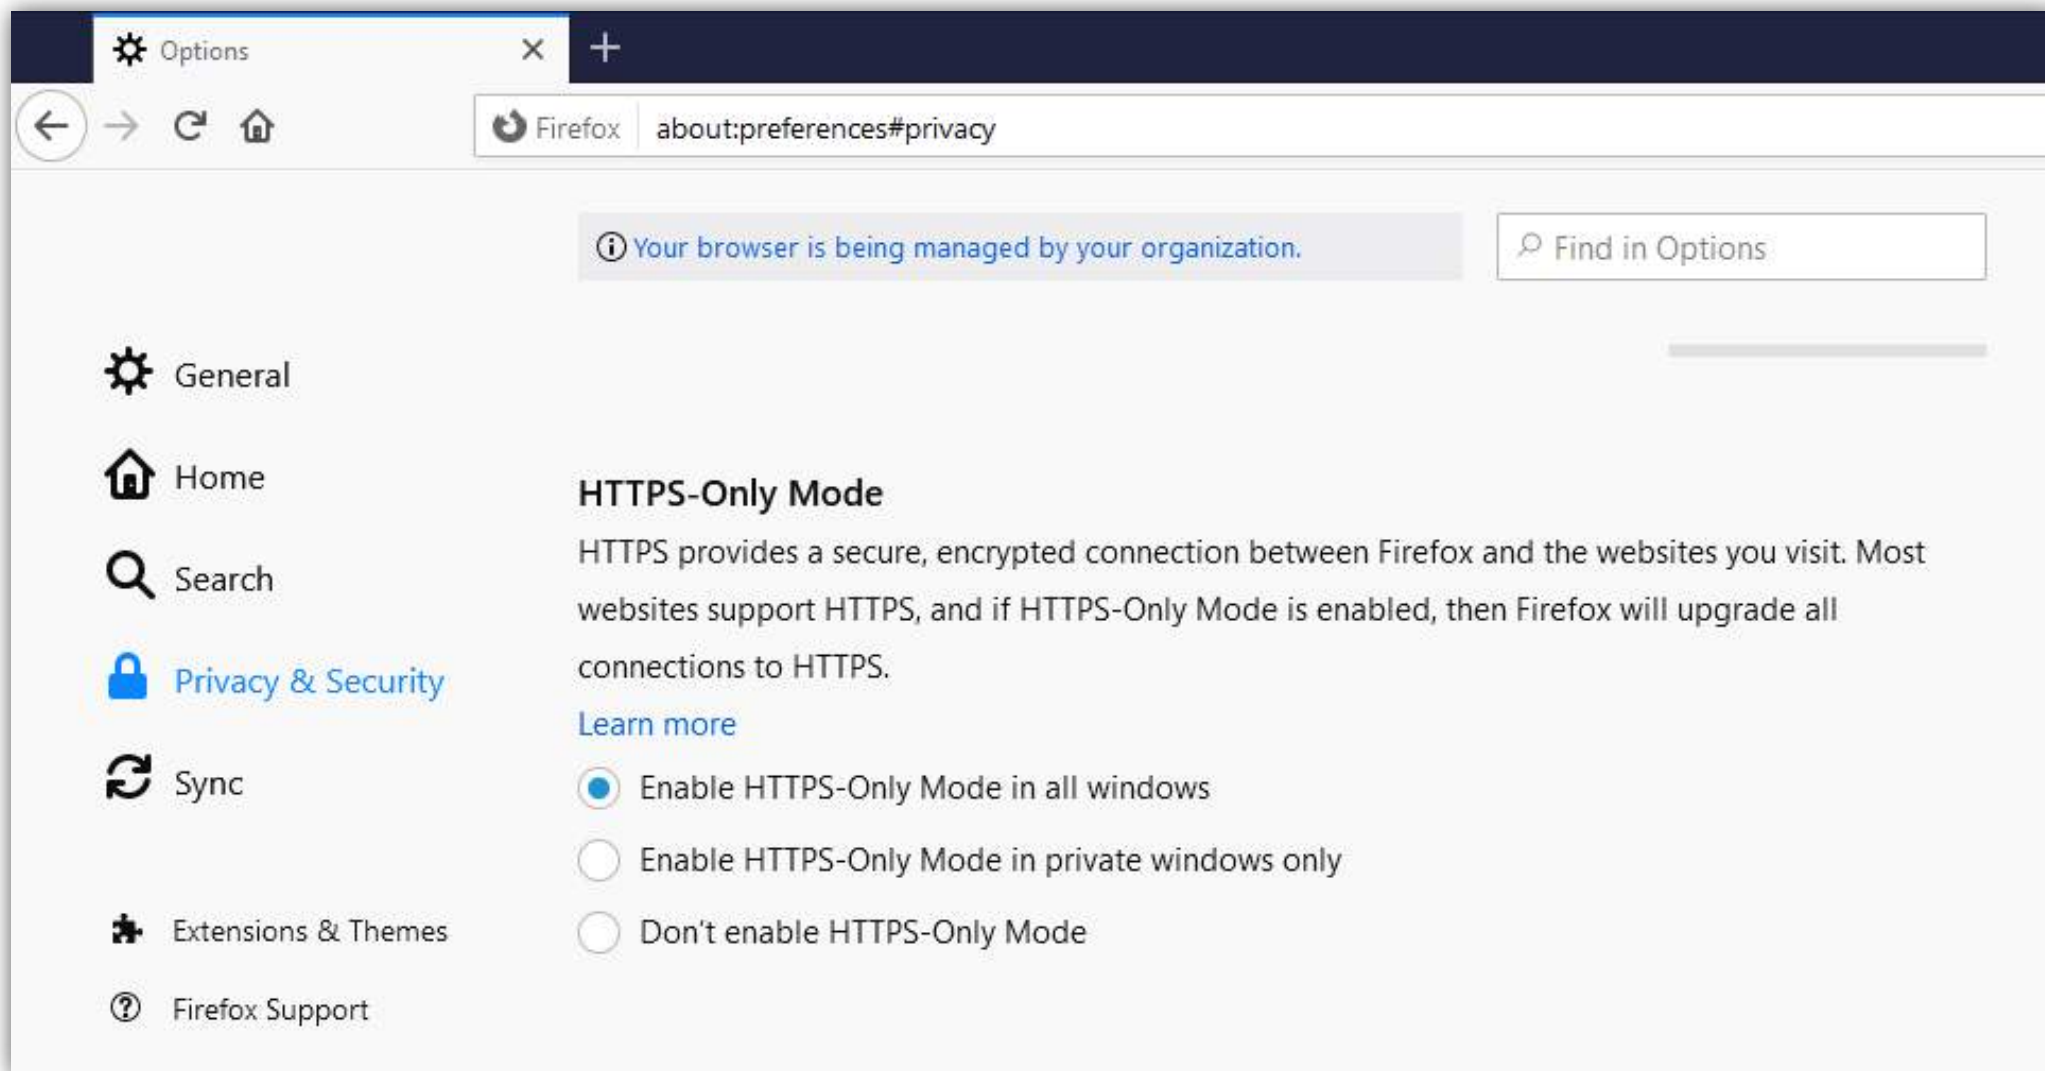 Options
Firefox about:preferences#privacy
Your browser is being managed by your organization.
Find in Options
General
Home
Search
Privacy & Security
Sync
Extensions & Themes
Firefox Support
HTTPS-Only Mode
HTTPS provides a secure, encrypted connection between Firefox and the websites you visit. Most
websites support HTTPS, and if HTTPS-Only Mode is enabled, then Firefox will upgrade all
connections to HTTPS.
Learn more
Enable HTTPS-Only Mode in all windows
Enable HTTPS-Only Mode in private windows only
Don't enable HTTPS-Only Mode